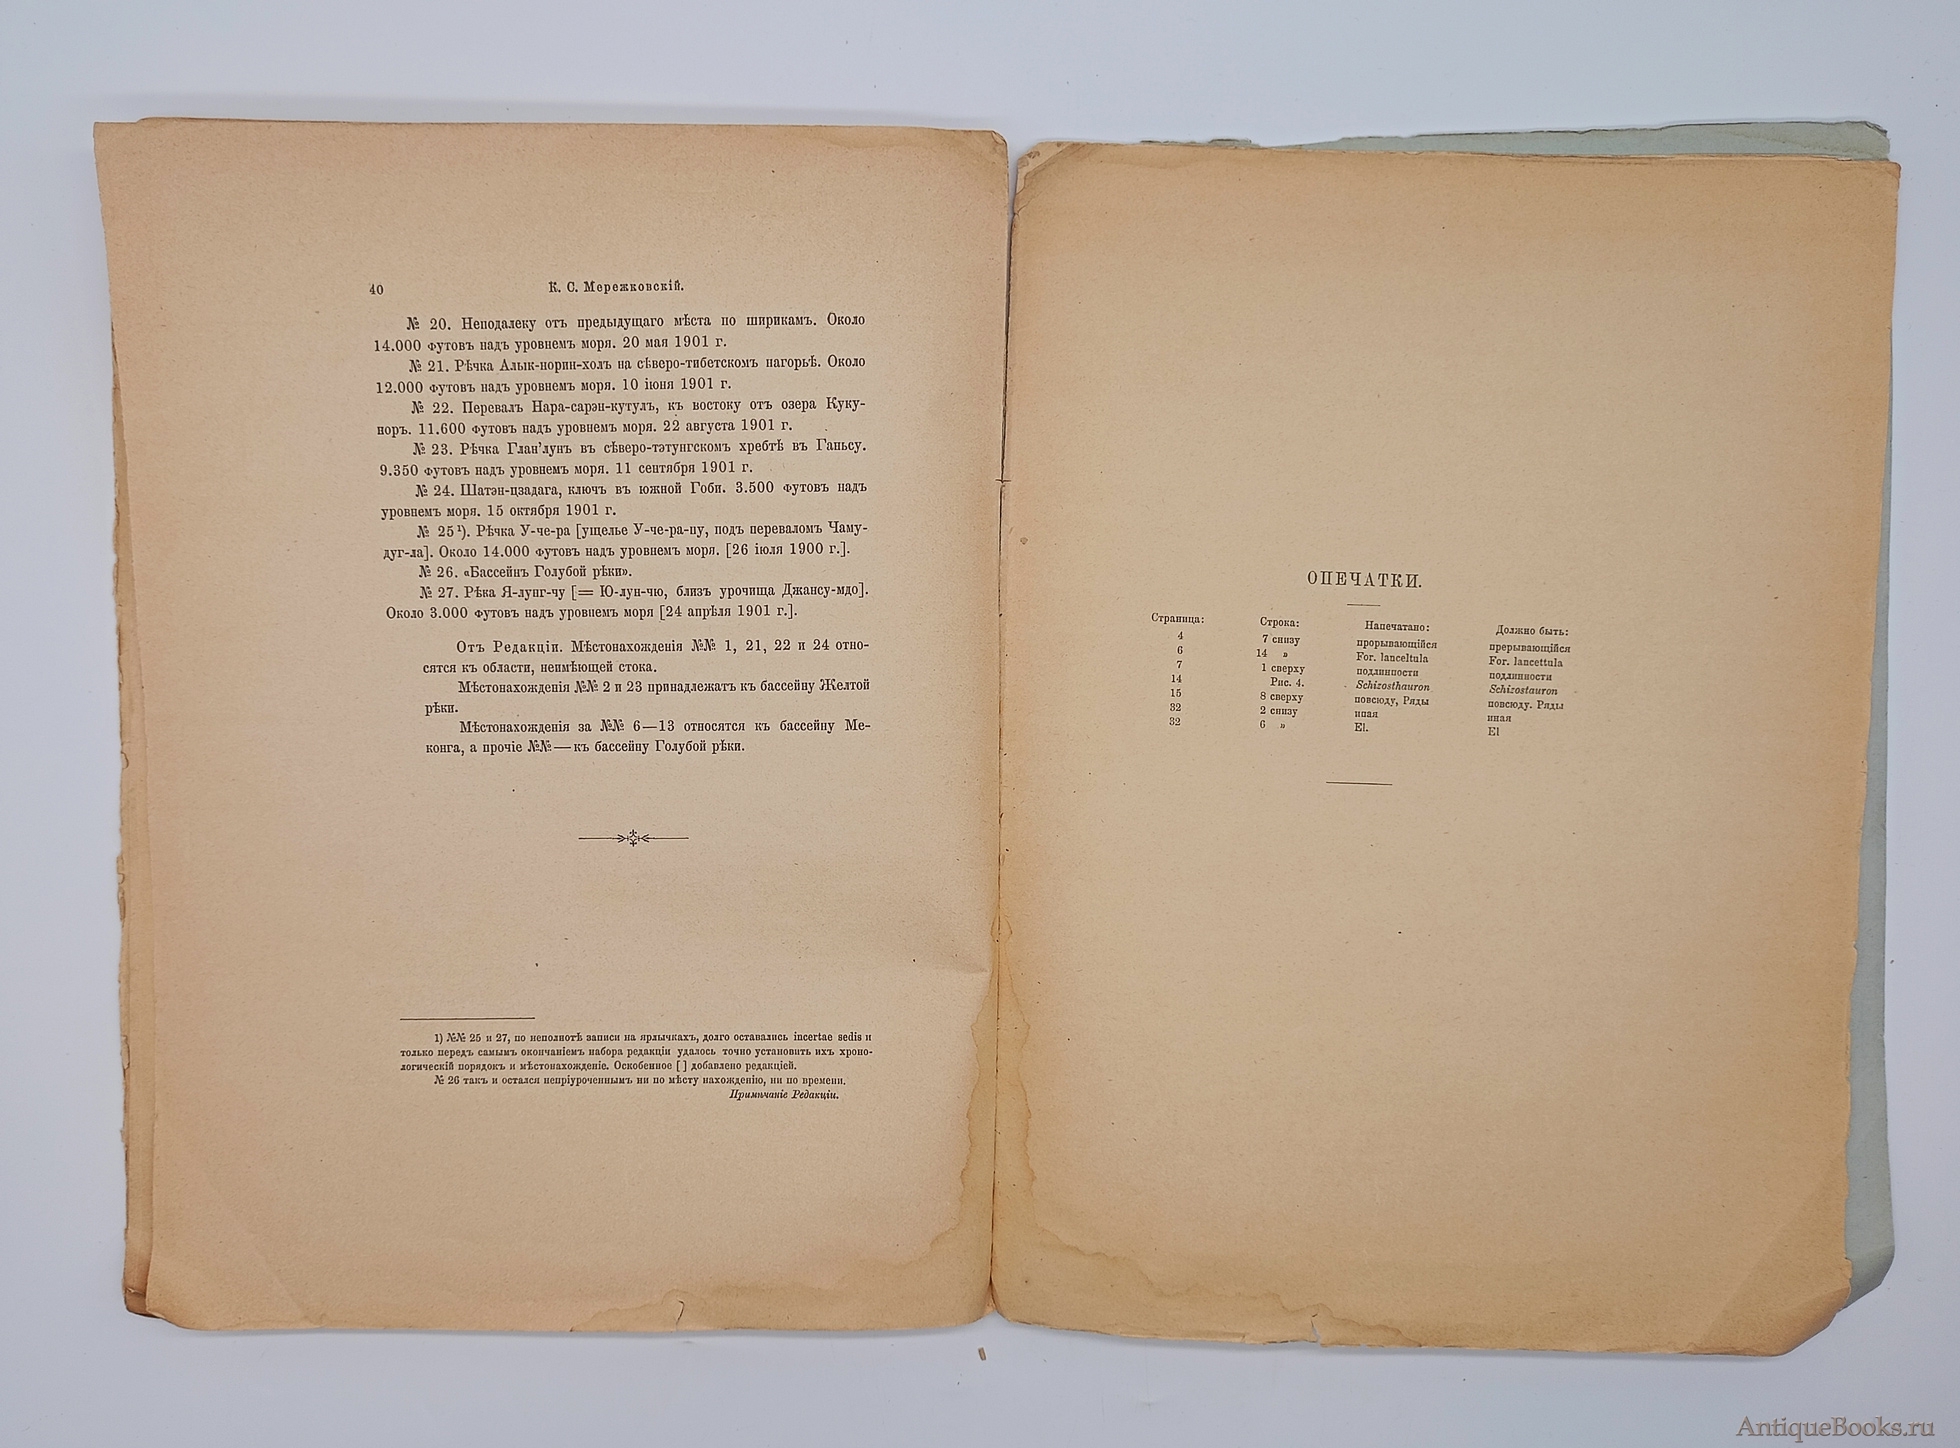 40 К. С. Мережковскій.
№ 20. Неподалеку отъ предыдущаго мѣста по ширикамъ. Около
14.000 футовъ надъ уровнемъ моря. 20 мая 1901 г.
№ 21. Рѣчка Алык-норин-холъ на сѣверо-тибетскомъ нагорьѣ. Около
12.000 футовъ надъ уровнемъ моря. 10 іюня 1901 г.
№ 22. Перевалъ Нара-сарэн-кутулъ, къ востоку отъ озера Куку-
норъ. 11.600 футовъ надъ уровнемъ моря. 22 августа 1901 г.
№ 23. Рѣчка Глан'лунъ въ сѣверо-тэтунгскомъ хребтѣ въ Ганьсу.
9.350 футовъ надъ уровнемъ моря. 11 сентября 1901 г.
№ 24. Шатэн-цзадага, ключъ въ южной Гоби. 3.500 футовъ надъ
уровнемъ моря. 15 октября 1901 г.
№ 25¹). Рѣчка У-че-ра [ущелье У-че-ра-пу, подъ переваломъ Чаму-
дуг-ла]. Около 14.000 футовъ надъ уровнемъ моря. [26 іюля 1900 г.].
№ 26. «Бассейнъ Голубой рѣки».
№ 27. Рѣка Я-лунг-чу [= Ю-лун-чю, близъ урочища Джансу-мдо].
Около 3.000 футовъ надъ уровнемъ моря [24 апрѣля 1901 г.].
Отъ Редакціи. Мѣстонахожденія №№ 1, 21, 22 и 24 отно-
сятся къ области, неимѣющей стока.
Мѣстонахожденія №№ 2 и 23 принадлежатъ къ бассейну Желтой
рѣки.
Мѣстонахожденія за №№ 6—13 относятся къ бассейну Ме-
конга, а прочіе №№ — къ бассейну Голубой рѣки.
1) №№ 25 и 27, по неполнотѣ записи на ярлычкахъ, долго оставались incertae sedis и
только передъ самымъ окончаніемъ набора редакціи удалось точно установить ихъ хроно-
логическій порядокъ и мѣстонахожденіе. Оскобенное [ ] добавлено редакціей.
№ 26 такъ и остался непріуроченнымъ ни по мѣсту нахожденію, ни по времени.
Примѣчаніе Редакціи.
ОПЕЧАТКИ.
Страница: Строка: Напечатано: Должно быть:
4 7 снизу прорывающійся прерывающійся
6 14 » For. lanceltula For. lancettula
7 1 сверху подлинпости подлинности
14 Рис. 4. Schizosthauron Schizostauron
15 8 сверху повсюду, Ряды повсюду. Ряды
32 2 снизу ипая иная
32 6 » El. El
AntiqueBooks.ru